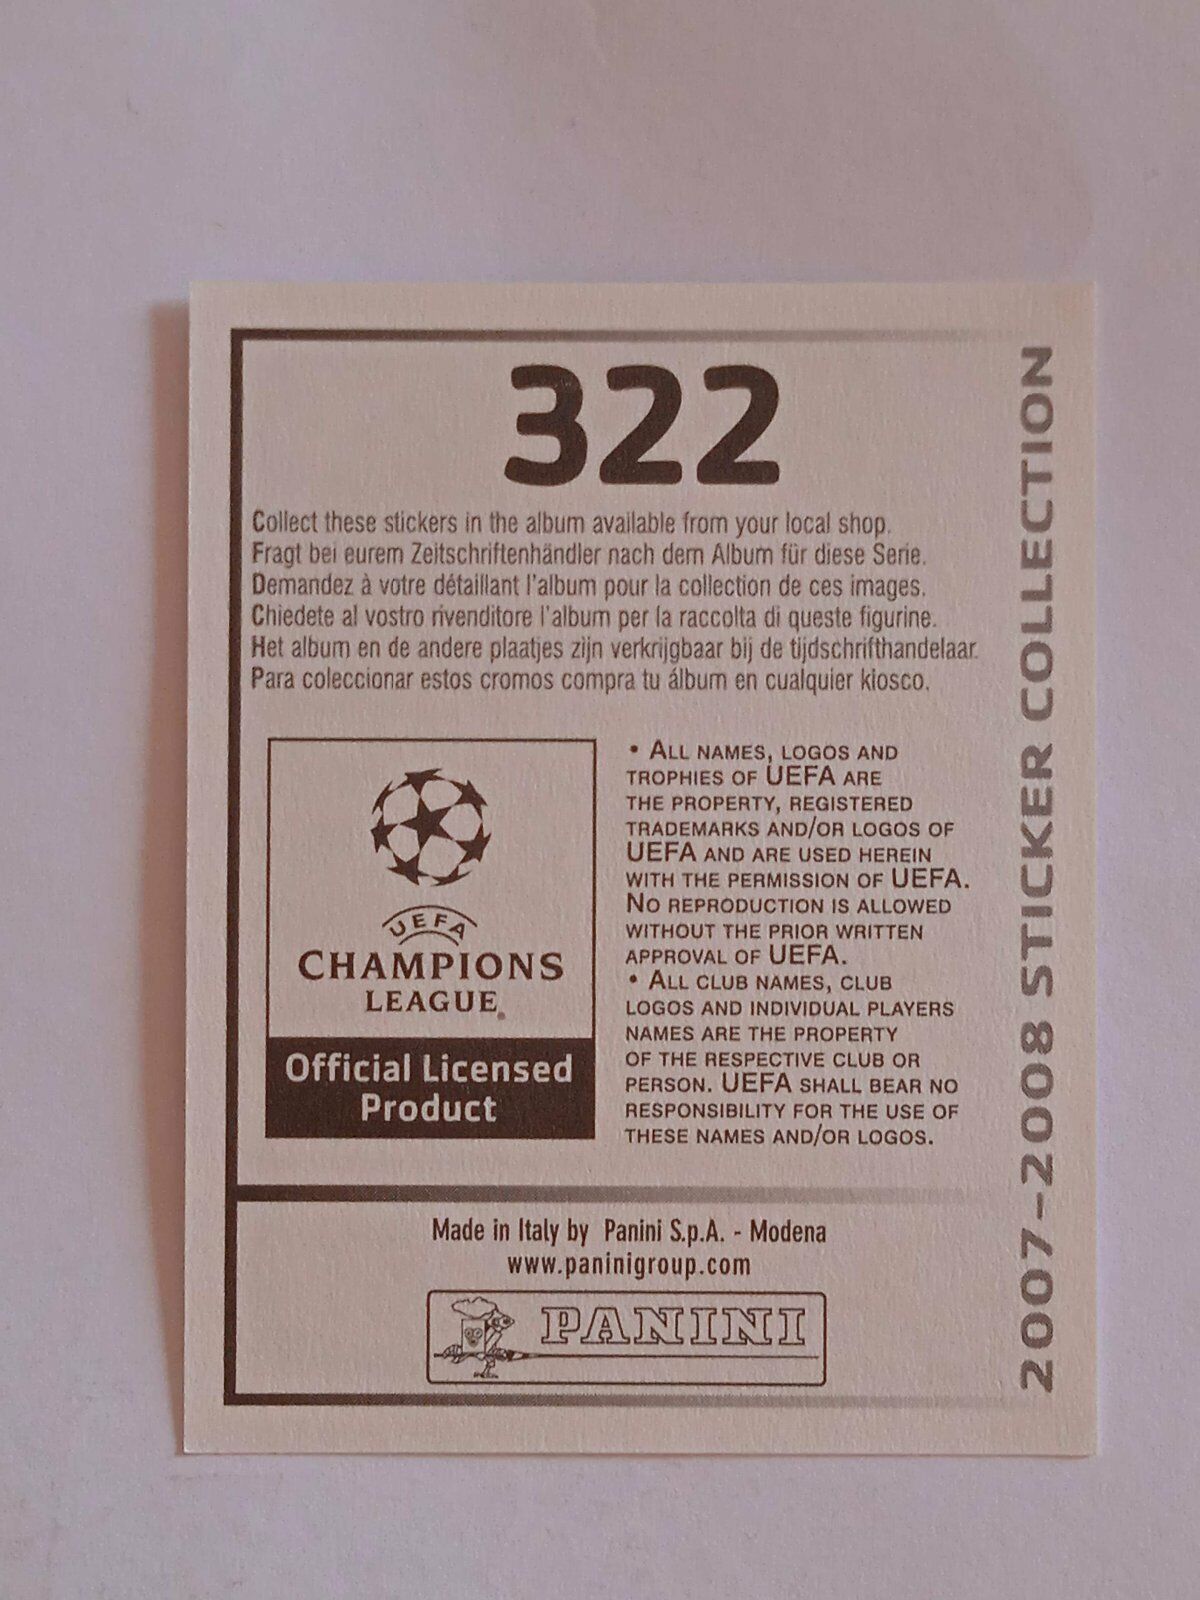 322
Collect these stickers in the album available from your local shop.
Fragt bei eurem Zeitschriftenhändler nach dem Album für diese Serie.
Demandez à votre détaillant l'album pour la collection de ces images.
Chiedete al vostro rivenditore l'album per la raccolta di queste figurine.
Het album en de andere plaatjes zijn verkrijgbaar bij de tijdschrifthandelaar.
Para coleccionar estos cromos compra tu álbum en cualquier kiosco.
UEFA
CHAMPIONS
LEAGUE®
Official Licensed
Product
• ALL NAMES, LOGOS AND
TROPHIES OF UEFA ARE
THE PROPERTY, REGISTERED
TRADEMARKS AND/OR LOGOS OF
UEFA AND ARE USED HEREIN
WITH THE PERMISSION OF UEFA.
NO REPRODUCTION IS ALLOWED
WITHOUT THE PRIOR WRITTEN
APPROVAL OF UEFA.
• ALL CLUB NAMES, CLUB
LOGOS AND INDIVIDUAL PLAYERS
NAMES ARE THE PROPERTY
OF THE RESPECTIVE CLUB OR
PERSON. UEFA SHALL BEAR NO
RESPONSIBILITY FOR THE USE OF
THESE NAMES AND/OR LOGOS.
Made in Italy by Panini S.p.A. - Modena
www.paninigroup.com
PANINI
2007-2008 STICKER COLLECTION